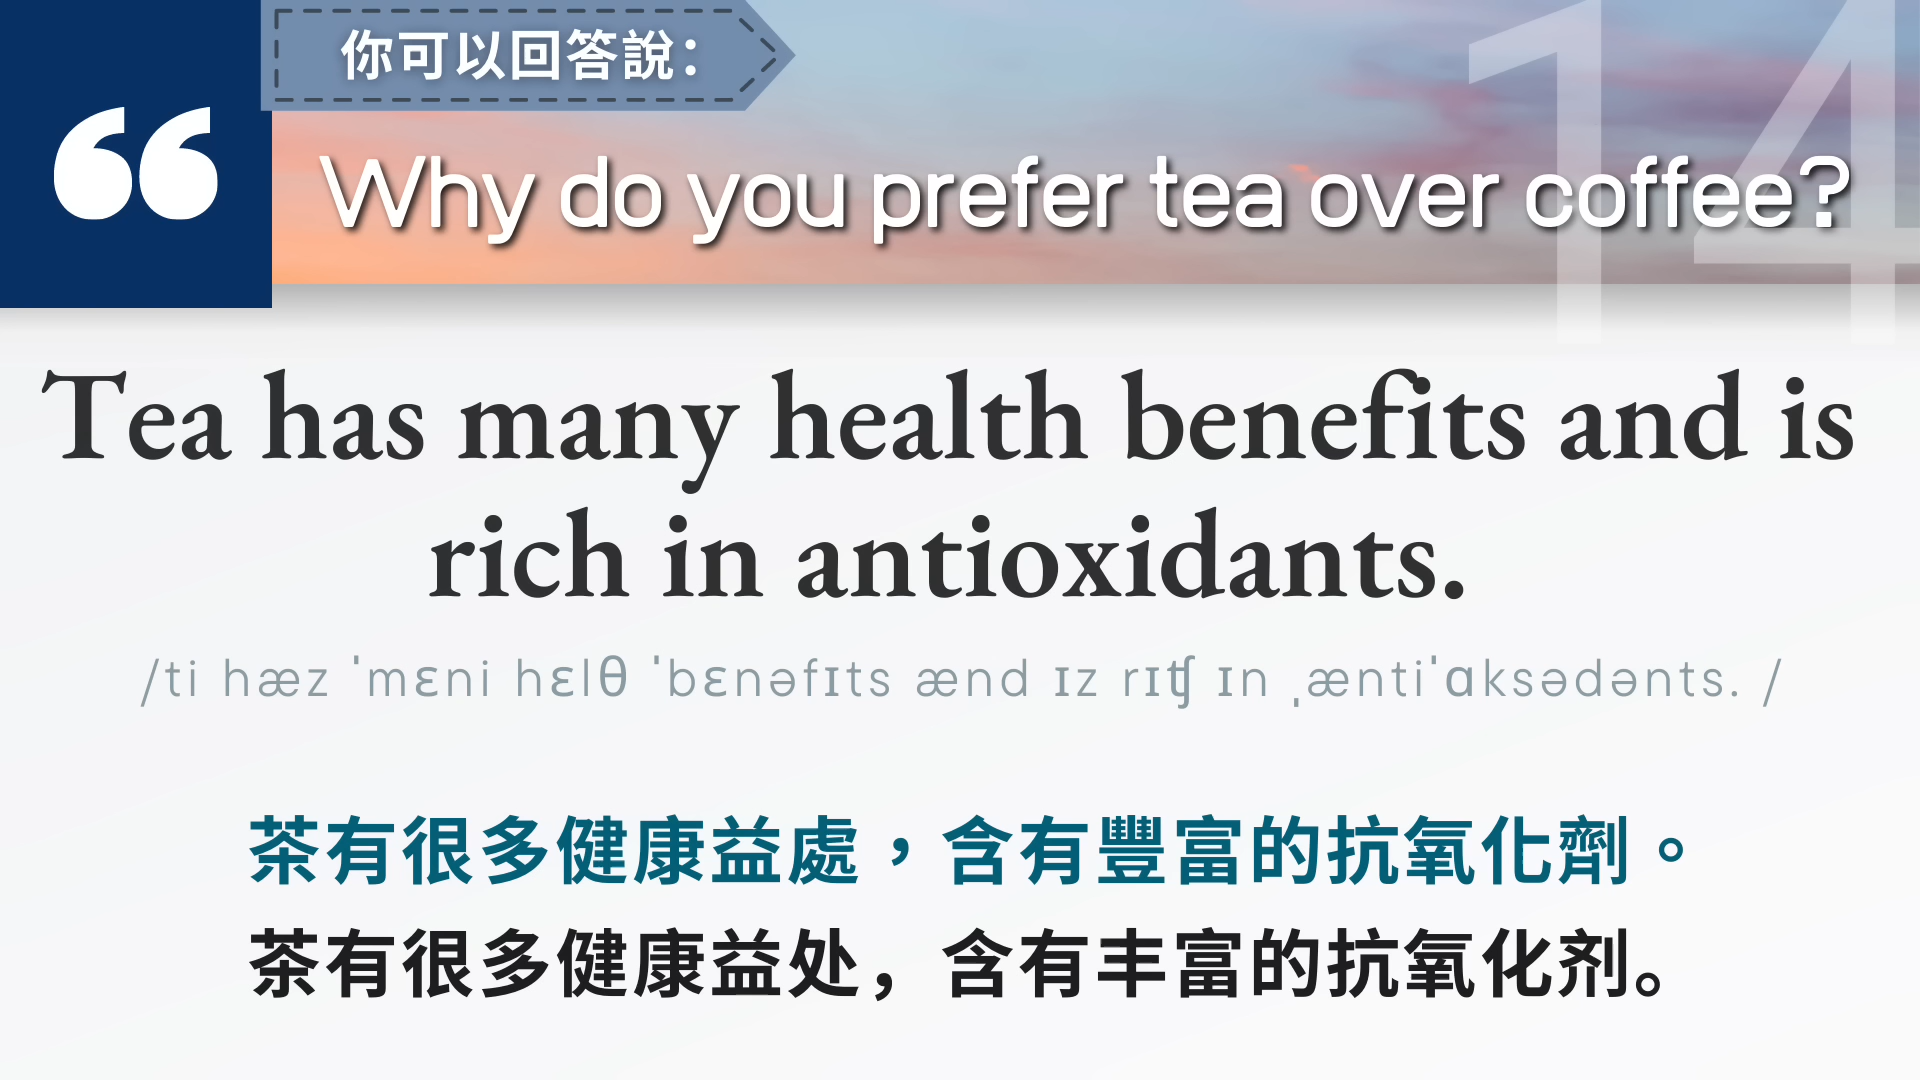 你可以回答說：
14
Why do you prefer tea over coffee?
Tea has many health benefits and is
rich in antioxidants.
/ti hæz ˈmɛni hɛlθ ˈbɛnəfɪts ænd ɪz rɪʧ ɪn ˌæntiˈɑksədənts. /
茶有很多健康益處，含有豐富的抗氧化劑。
茶有很多健康益处，含有丰富的抗氧化剂。